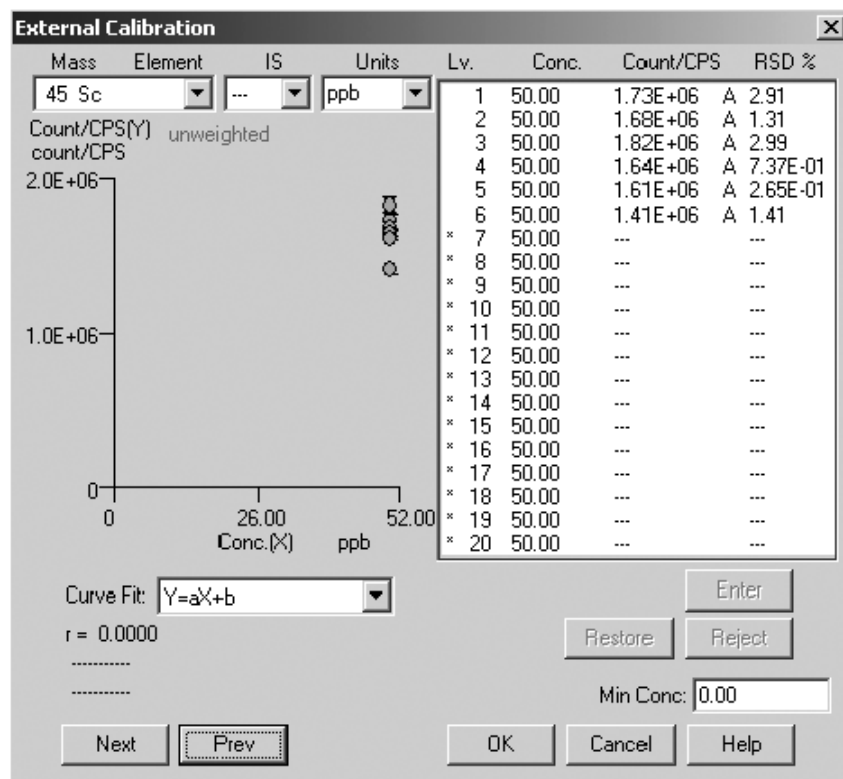 External Calibration
Mass Element IS Units
45 Sc --- ppb
Count/CPS(Y) unweighted
count/CPS
2.0E+06
1.0E+06
0
0 26.00 52.00
Conc.(X) ppb
Lv. Conc. Count/CPS RSD %
1 50.00 1.73E+06 A 2.91
2 50.00 1.68E+06 A 1.31
3 50.00 1.82E+06 A 2.99
4 50.00 1.64E+06 A 7.37E-01
5 50.00 1.61E+06 A 2.65E-01
6 50.00 1.41E+06 A 1.41
* 7 50.00 --- ---
* 8 50.00 --- ---
* 9 50.00 --- ---
* 10 50.00 --- ---
* 11 50.00 --- ---
* 12 50.00 --- ---
* 13 50.00 --- ---
* 14 50.00 --- ---
* 15 50.00 --- ---
* 16 50.00 --- ---
* 17 50.00 --- ---
* 18 50.00 --- ---
* 19 50.00 --- ---
* 20 50.00 --- ---
Curve Fit: Y=aX+b
r = 0.0000
-----------
-----------
Enter
Restore Reject
Min Conc: 0.00
Next Prev OK Cancel Help